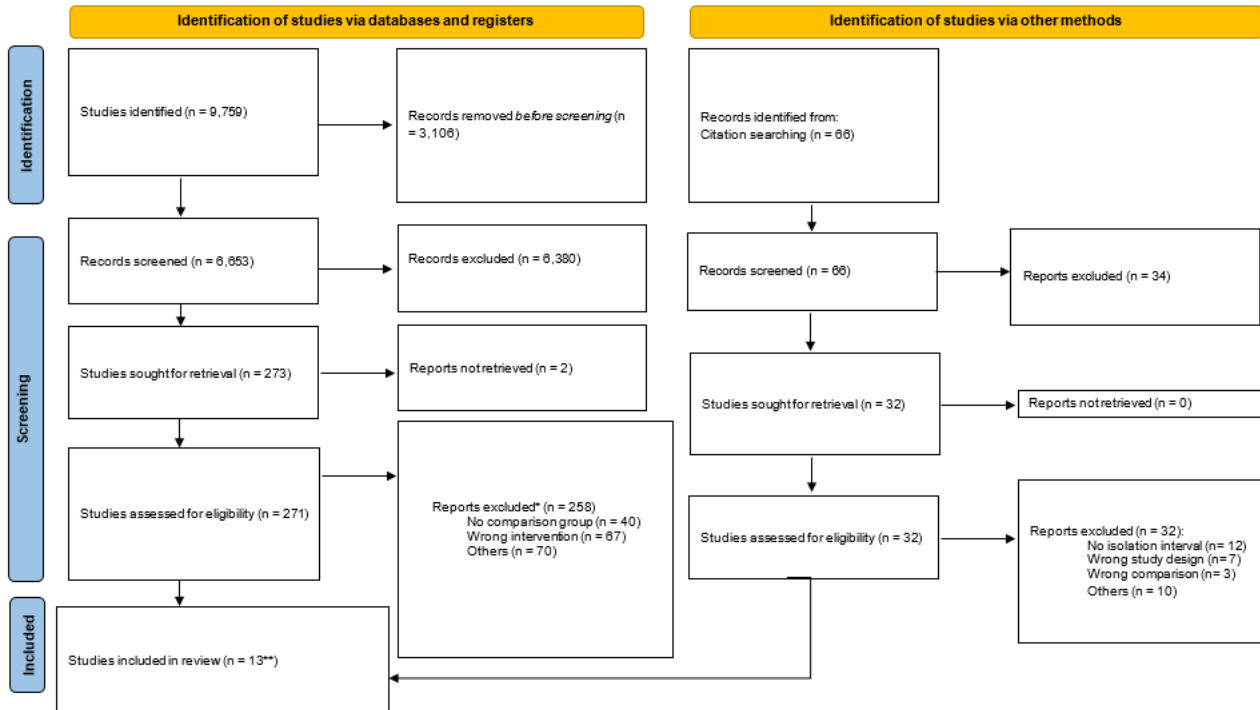 Identification of studies via databases and registers
Identification of studies via other methods
Identification
Studies identified (n = 9,759)
Records removed before screening (n
= 3,106)
Records identified from:
Citation searching (n = 66)
Screening
Records screened (n = 6,653)
Records excluded (n = 6,380)
Records screened (n = 66)
Reports excluded (n = 34)
Studies sought for retrieval (n = 273)
Reports not retrieved (n = 2)
Studies sought for retrieval (n = 32)
Reports not retrieved (n = 0)
Studies assessed for eligibility (n = 271)
Reports excluded* (n = 258)
No comparison group (n = 40)
Wrong intervention (n = 67)
Others (n = 70)
Studies assessed for eligibility (n = 32)
Reports excluded (n = 32):
No isolation interval (n= 12)
Wrong study design (n= 7)
Wrong comparison (n= 3)
Others (n = 10)
Included
Studies included in review (n = 13**)